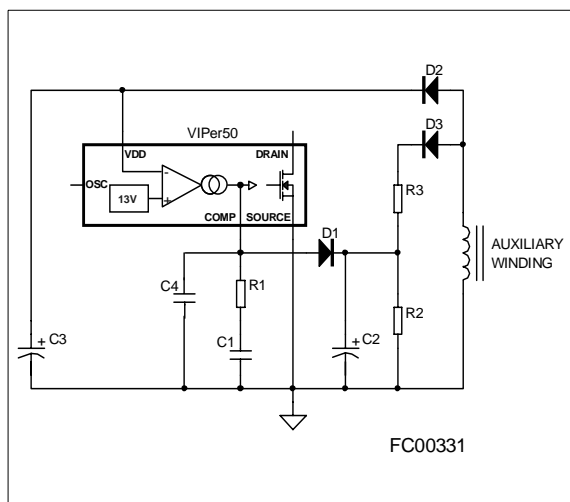 D2
VIPer50
D3
VDD
DRAIN
-
OSC
13V
+
R3
COMP
SOURCE
D1
AUXILIARY
WINDING
C4
R1
R2
+
C3
C1
+
C2
FC00331